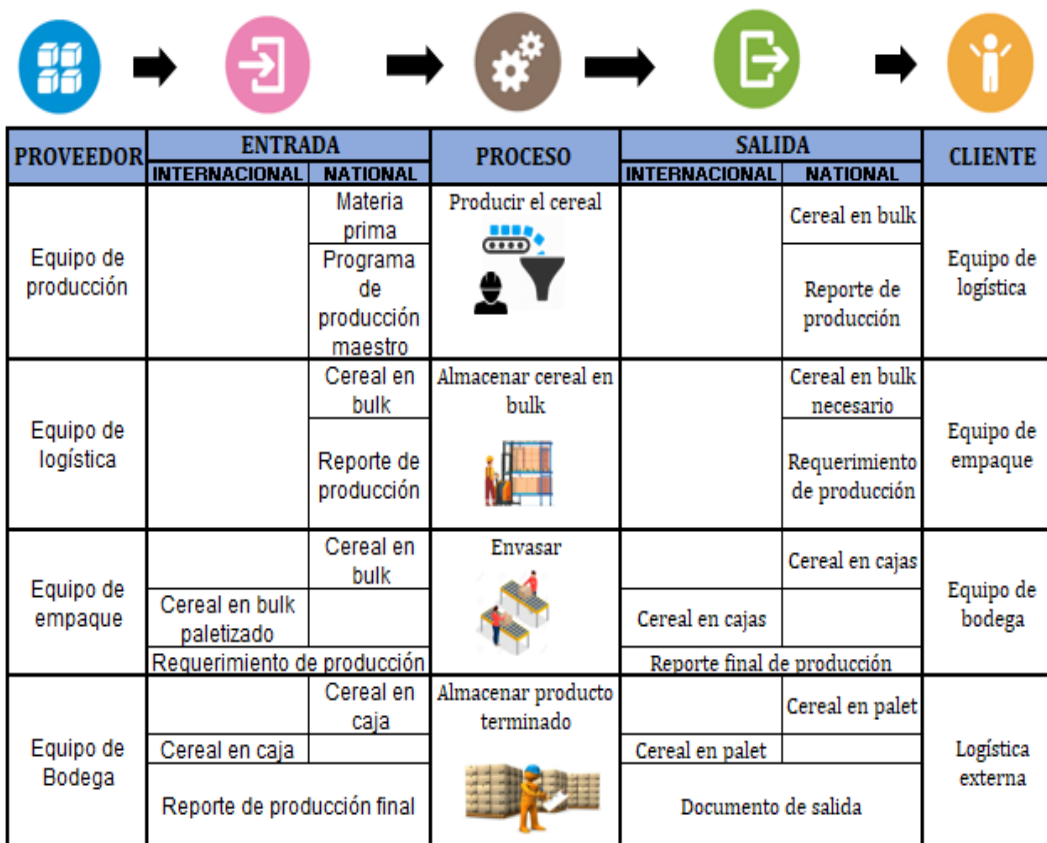 PROVEEDOR
ENTRADA
PROCESO
SALIDA
CLIENTE
INTERNACIONAL
NATIONAL
INTERNACIONAL
NATIONAL
Equipo de
producción
Materia
prima
Programa
de
producción
maestro
Producir el cereal
Cereal en bulk
Reporte de
producción
Equipo de
logística
Equipo de
logística
Cereal en
bulk
Reporte de
producción
Almacenar cereal en
bulk
Cereal en bulk
necesario
Requerimiento
de producción
Equipo de
empaque
Equipo de
empaque
Cereal en
bulk
Cereal en bulk
paletizado
Requerimiento de producción
Envasar
Cereal en cajas
Cereal en cajas
Reporte final de producción
Equipo de
bodega
Equipo de
Bodega
Cereal en
caja
Cereal en caja
Reporte de producción final
Almacenar producto
terminado
Cereal en palet
Cereal en palet
Documento de salida
Logística
externa